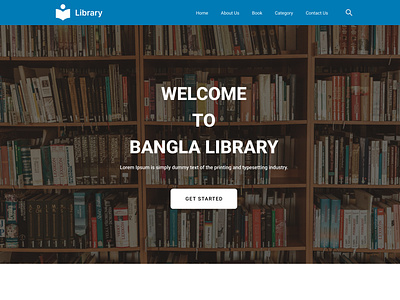 Library
Home About Us Book Category Contact Us
WELCOME
TO
BANGLA LIBRARY
Lorem Ipsum is simply dummy text of the printing and typesetting industry.
GET STARTED